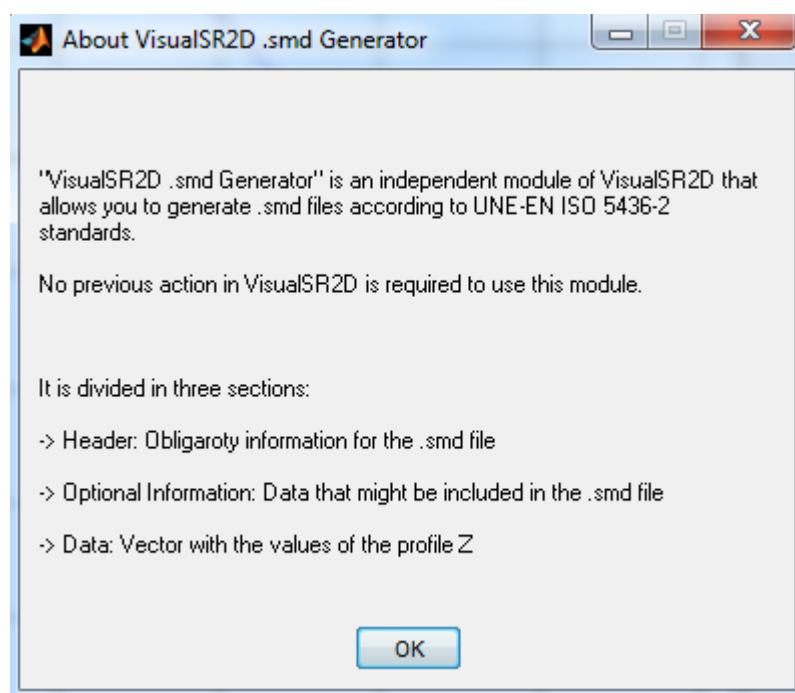 About VisualSR2D .smd Generator
"VisualSR2D .smd Generator" is an independent module of VisualSR2D that
allows you to generate .smd files according to UNE-EN ISO 5436-2
standards.
No previous action in VisualSR2D is required to use this module.
It is divided in three sections:
-> Header: Obligaroty information for the .smd file
-> Optional Information: Data that might be included in the .smd file
-> Data: Vector with the values of the profile Z
OK